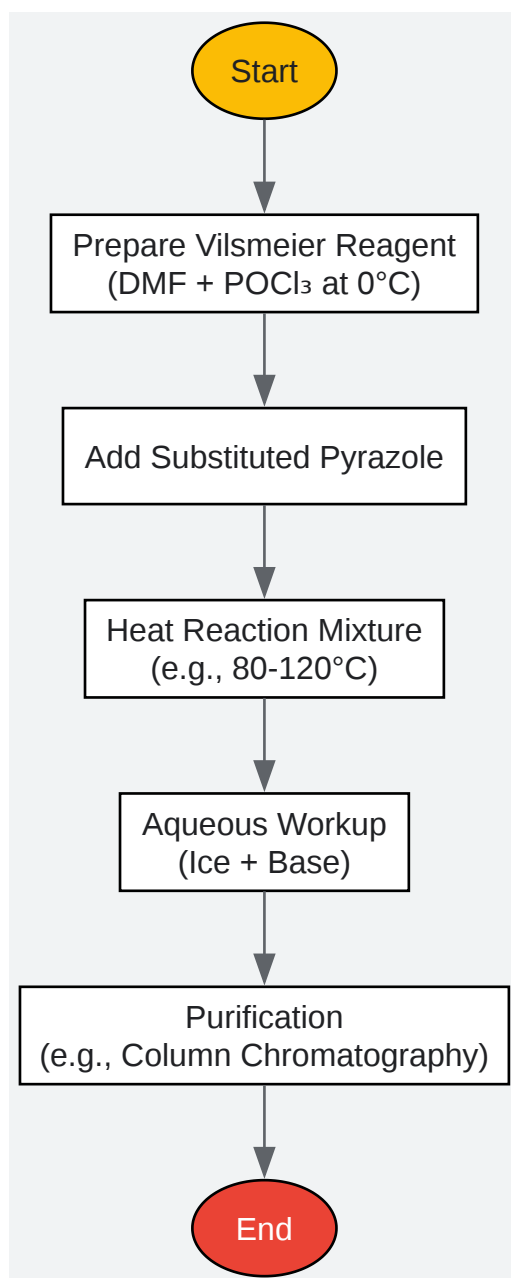 Start
Prepare Vilsmeier Reagent
(DMF + POCl₃ at 0°C)
Add Substituted Pyrazole
Heat Reaction Mixture
(e.g., 80-120°C)
Aqueous Workup
(Ice + Base)
Purification
(e.g., Column Chromatography)
End